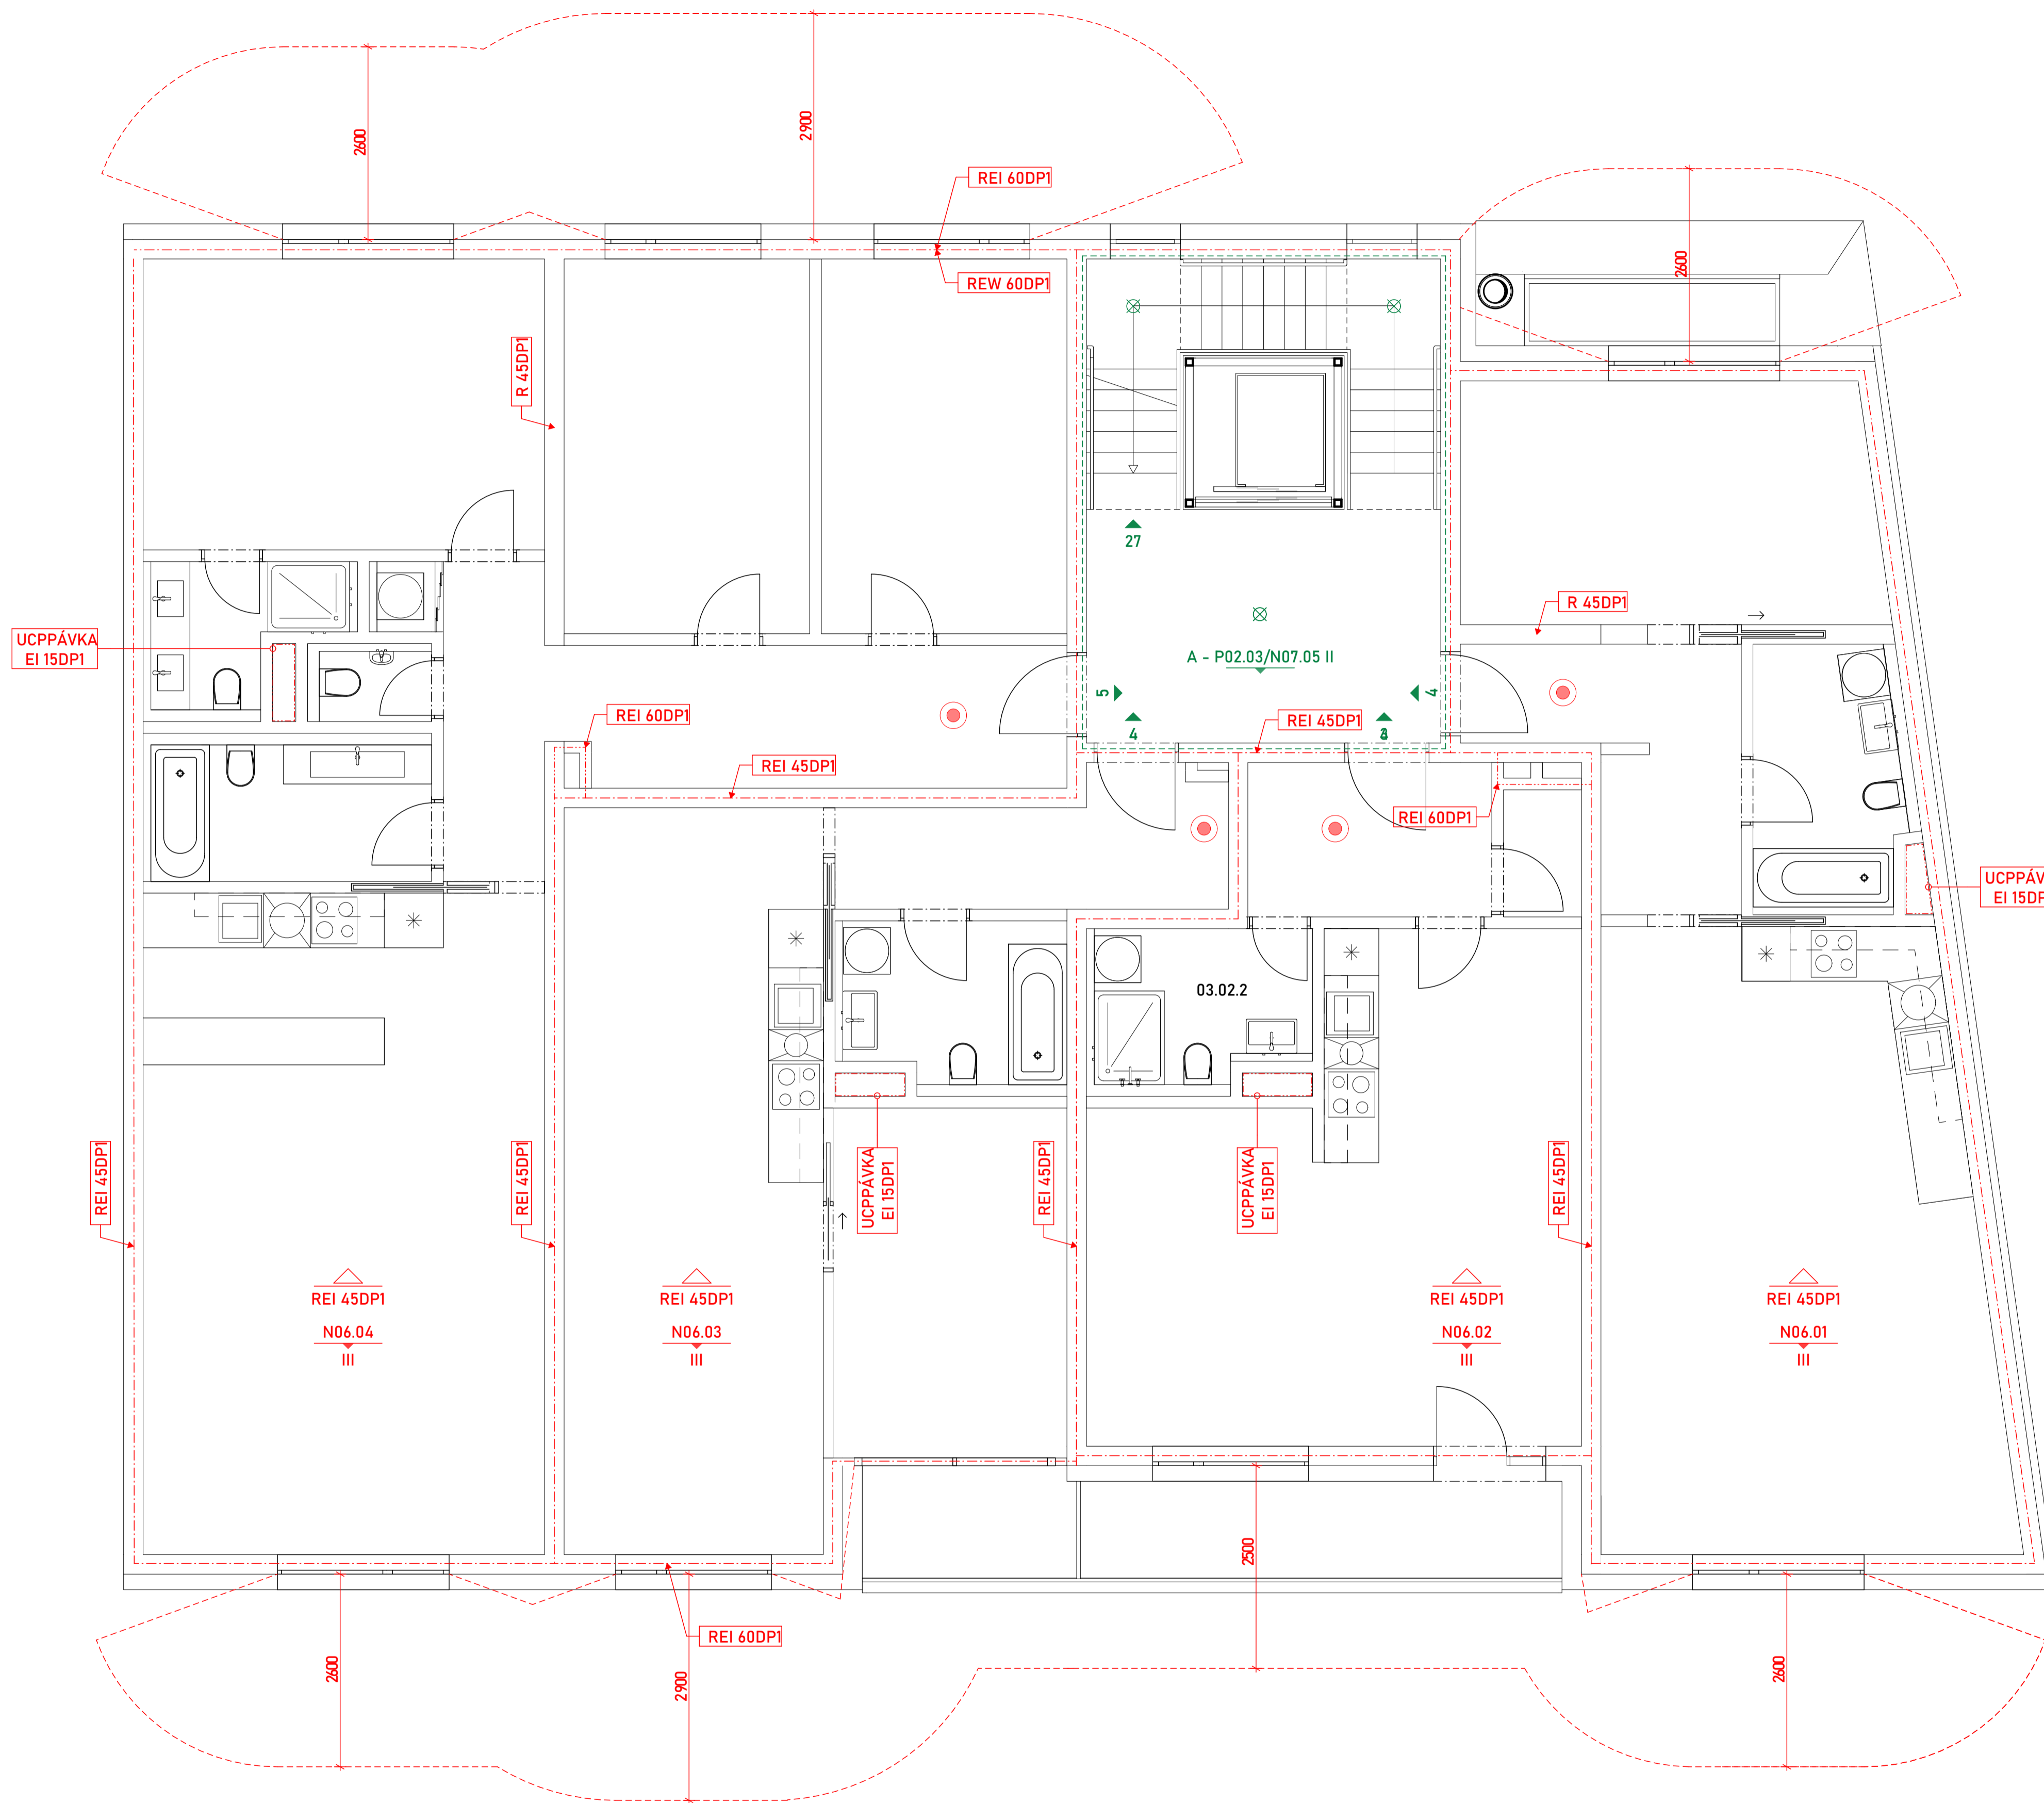 2600
2900
REI 60DP1
REW 60DP1
2600
R 45DP1
27
R 45DP1
UCPPÁVKA
EI 15DP1
A - P02.03/N07.05 II
5
4
4
REI 60DP1
REI 45DP1
REI 45DP1
REI 60DP1
UCPPÁV
EI 15DP
03.02.2
REI 45DP1
REI 45DP1
UCPPÁVKA
EI 15DP1
REI 45DP1
UCPPÁVKA
EI 15DP1
REI 45DP1
REI 45DP1
N06.04
III
REI 45DP1
N06.03
III
REI 45DP1
N06.02
III
REI 45DP1
N06.01
III
2500
REI 60DP1
2600
2900
2600